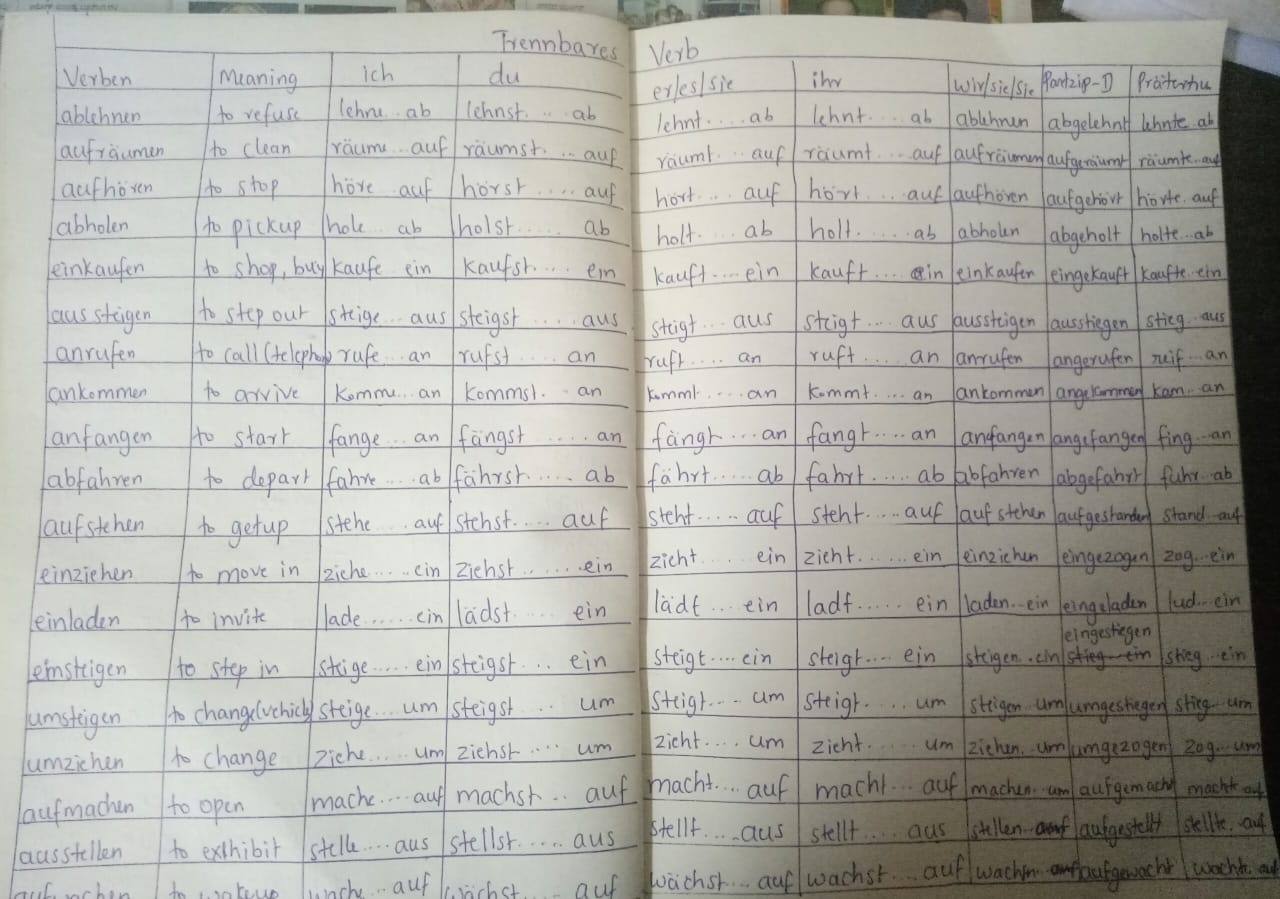 Trennbares Verb
Verben Meaning ich du er/es/sie ihr wir/sie/Sie Partzip-D Präiterhu
ablehnen to refuse lehne ab lehnst.... ab lehnt.... ab lehnt.... ab ablehnen abgelehnt lehnte ab
aufräumen to clean räume.. auf räumst.... auf räumt.... auf räumt.... auf aufräumen aufgeräumt räumte..auf
aufhören to stop höre auf hörst .... auf hört.... auf hört.... auf aufhören aufgehört hörte. auf
abholen to pickup hole.. ab holst..... ab holt.... ab holt.... ab abholen abgeholt holte..ab
einkaufen to shop, buy kaufe ein kaufst.... ein kauft.... ein kauft.... ein einkaufen eingekauft kaufte..ein
aussteigen to step out steige... aus steigst .... aus steigt... aus steigt.... aus aussteigen ausstiegen stieg...aus
anrufen to call(telephon) rufe...an rufst .... an ruft..... an ruft..... an anrufen angerufen reif...an
ankommen to arrive komme...an kommst.. an kommt.....an kommt.... an ankommen angekommen kam...an
anfangen to start fange...an fängst .....an fängt....an fangt.....an anfangen angefangen fing...an
abfahren to depart fahre...ab fährst..... ab fährt..... ab fahrt...... ab abfahren abgefahrt fuhr..ab
aufstehen to getup stehe ... auf stehst..... auf steht..... auf steht..... auf aufstehen aufgestanden stand..auf
einziehen to move in ziehe.....ein ziehst ......ein zieht..... ein zieht...... ein einziehen eingezogen zog...ein
einladen to invite lade......ein lädst..... ein lädt...ein ladt..... ein laden...ein eingeladen lud...ein
einsteigen to step in steige.....ein steigst... ein steigt....ein steigt.... ein steigen..ein eingestiegen stieg ein stieg...ein
umsteigen to change(vehicle) steige...um steigst ... um steigt....um steigt.... um steigen um umgestiegen stieg...um
umziehen to change ziehe.....um ziehst .... um zieht.... um zieht...... um ziehen..um umgezogen zog...um
aufmachen to open mache....auf machst .. auf macht.... auf macht.... auf machen..um aufgemacht machte auf
ausstellen to exthibit stelle....aus stellst.....aus stellt....aus stellt.... aus stellen auf aufgestellt stellte..auf
to wakeup wache...auf wächst.... auf wächst... auf wachst... auf auf aufgewacht auf